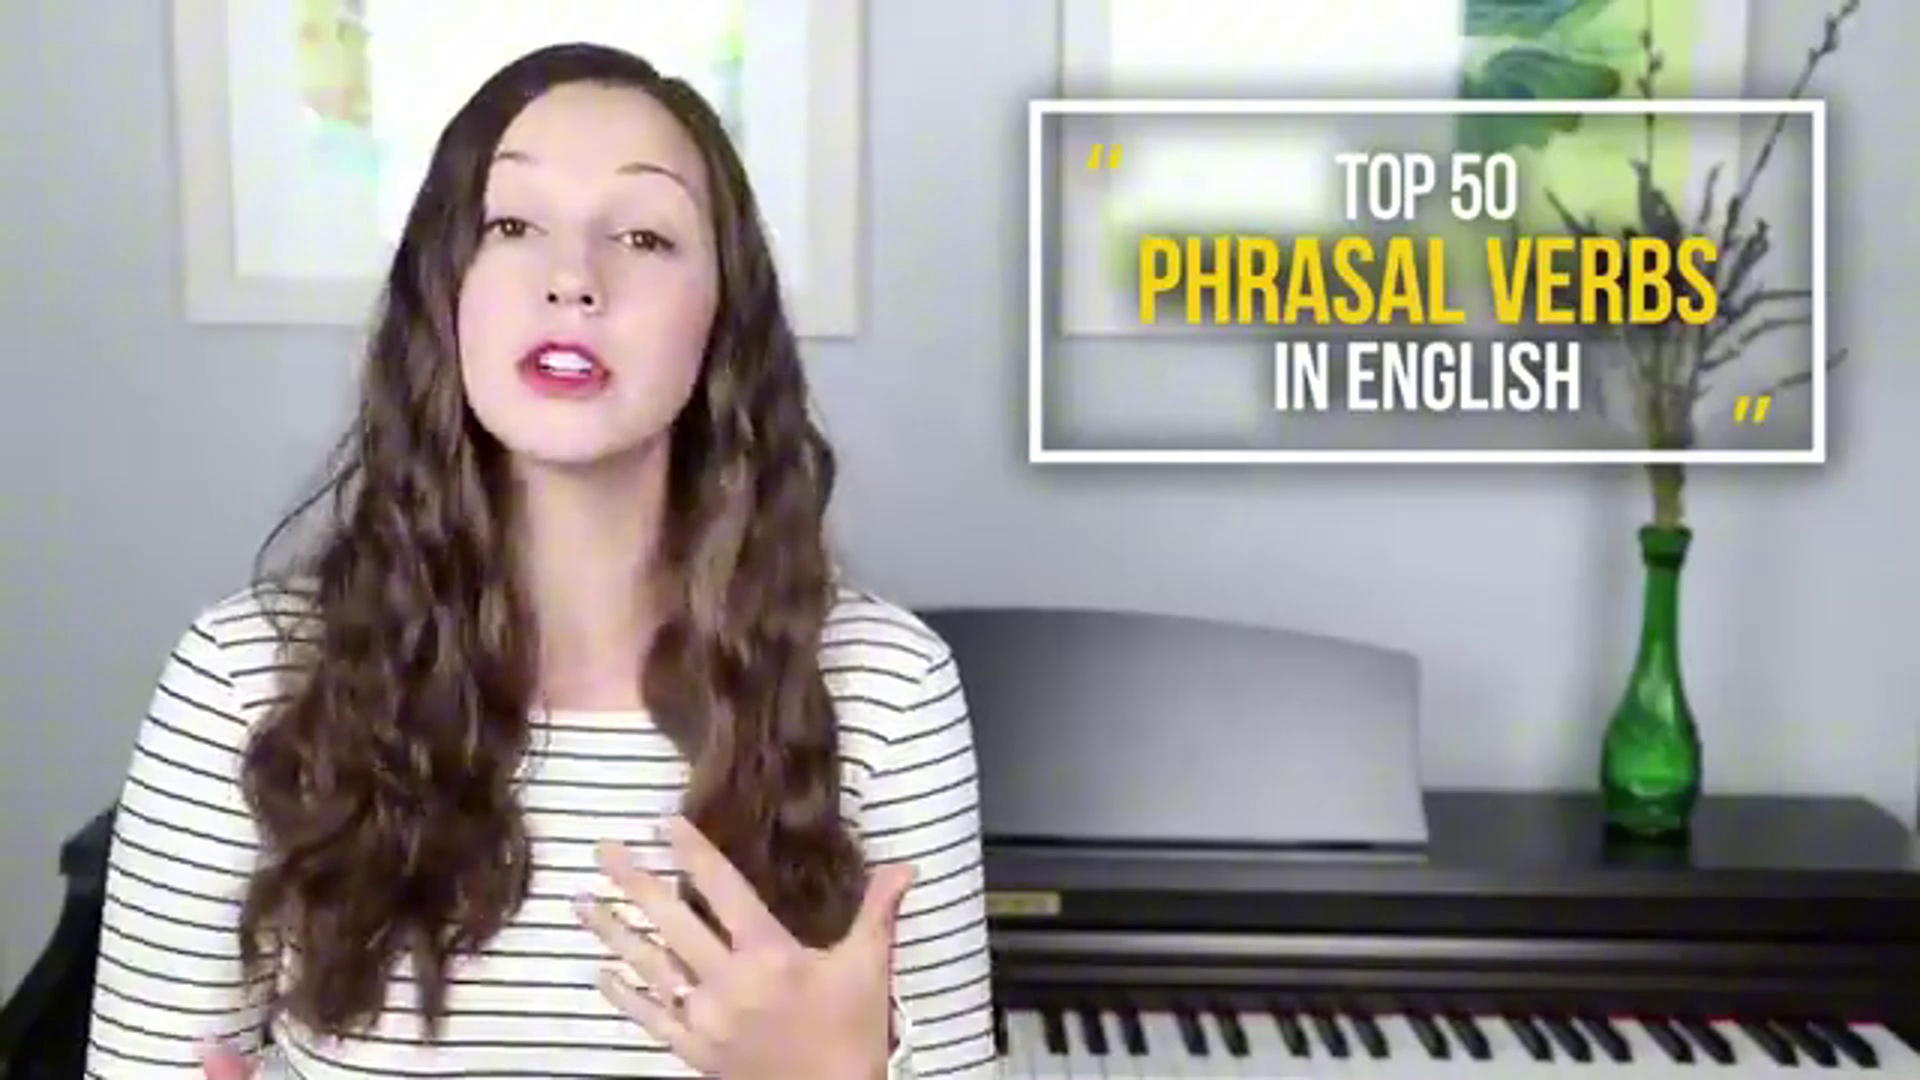 "
TOP 50
PHRASAL VERBS
IN ENGLISH
"